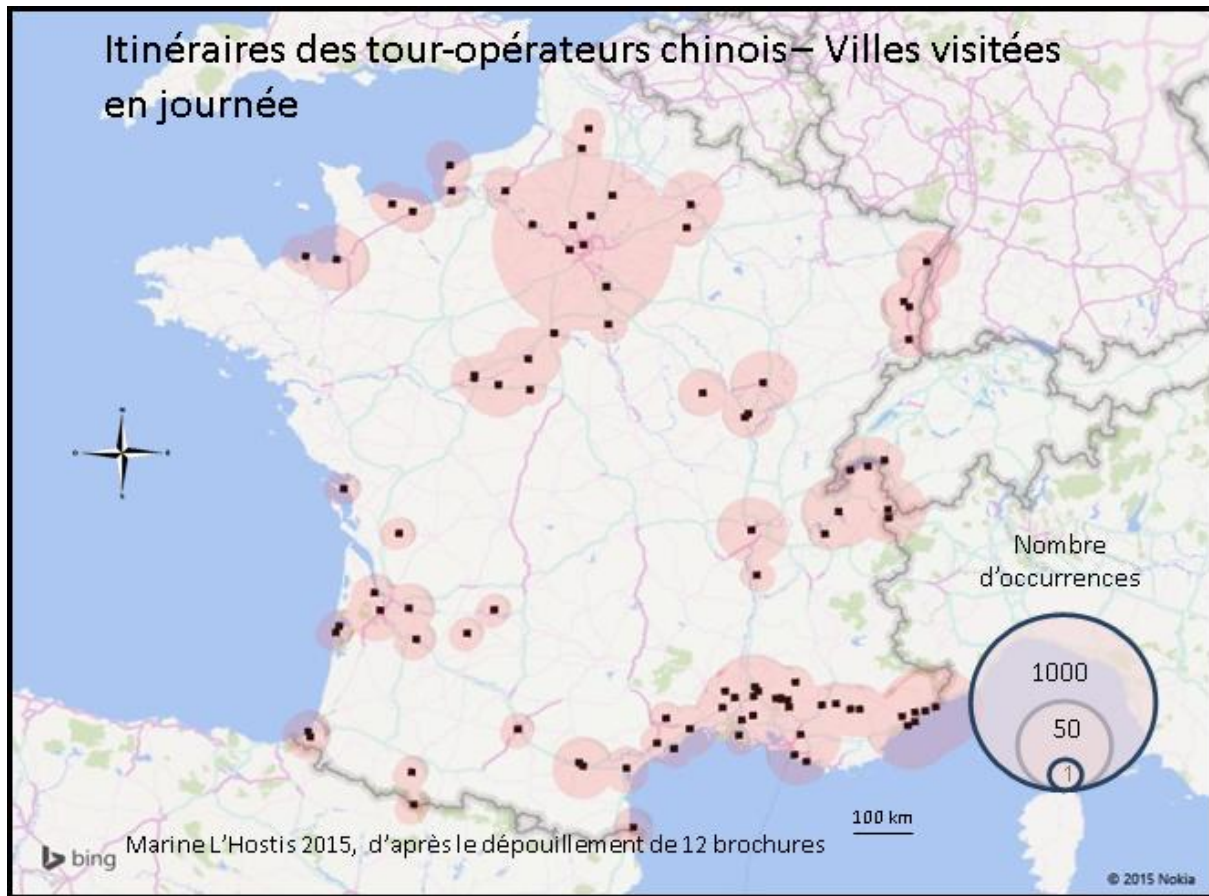 Itinéraires des tour-opérateurs chinois – Villes visitées
en journée
Nombre
d'occurrences
1000
50
1
100 km
Marine L'Hostis 2015, d'après le dépouillement de 12 brochures
bing
© 2015 Nokia